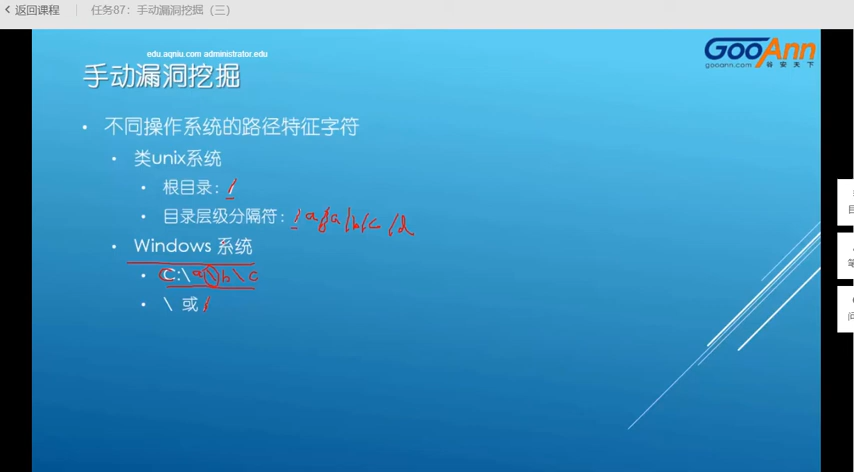 返回课程 任务87：手动漏洞挖掘（三）
edu.aqniu.com administrator.edu
GooAnn
gooann.com 谷安天下
手动漏洞挖掘
• 不同操作系统的路径特征字符
• 类unix系统
• 根目录：/
• 目录层级分隔符：/
/b/c/d
• Windows 系统
• C:\a\b\c
• \ 或 /
笔
问